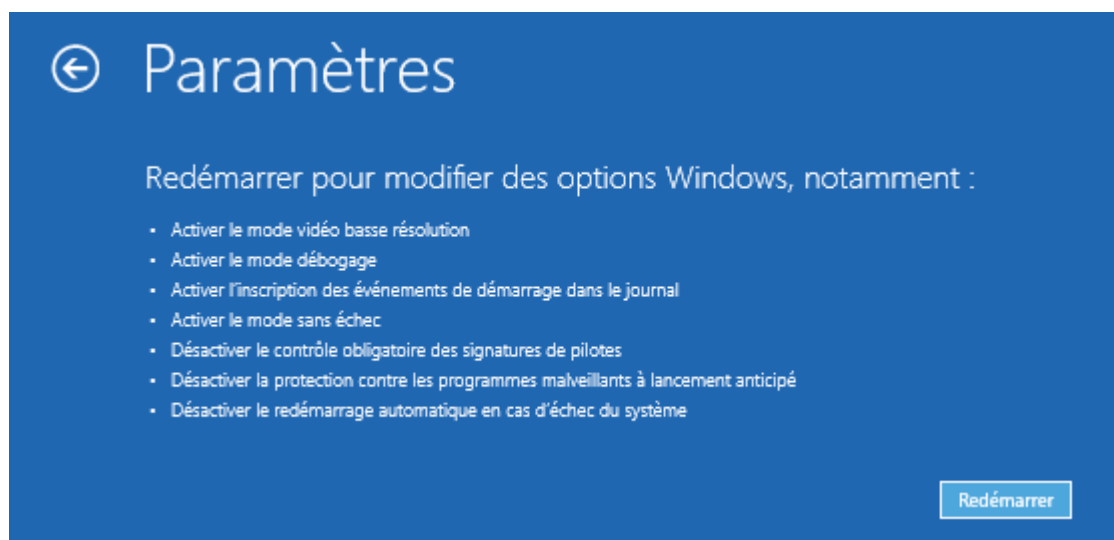 Paramètres
Redémarrer pour modifier des options Windows, notamment :
• Activer le mode vidéo basse résolution
• Activer le mode débogage
• Activer l'inscription des événements de démarrage dans le journal
• Activer le mode sans échec
• Désactiver le contrôle obligatoire des signatures de pilotes
• Désactiver la protection contre les programmes malveillants à lancement anticipé
• Désactiver le redémarrage automatique en cas d'échec du système
Redémarrer